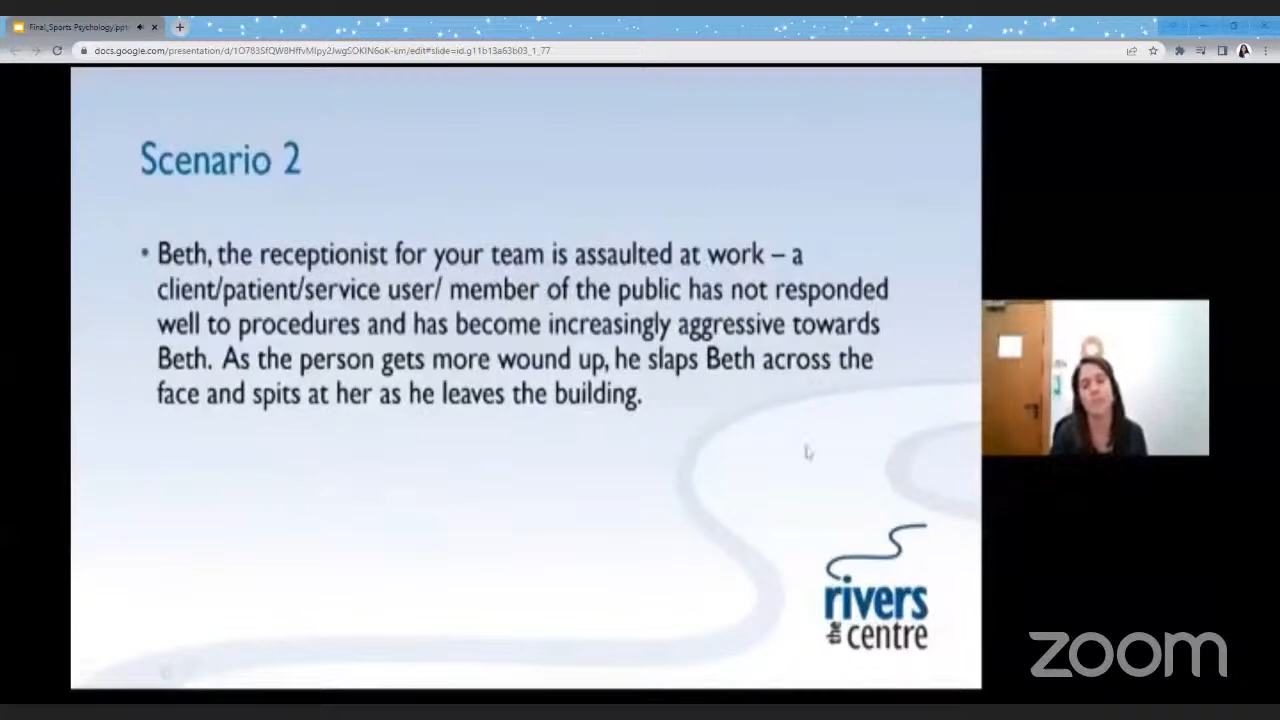 Final_Sports Psychology.ppt
docs.google.com/presentation/d/1O783SfQW8HffvMIpy2JwgSOKIN6oK-km/edit#slide=id.g11b13a63b03_1_77
Scenario 2
• Beth, the receptionist for your team is assaulted at work – a
client/patient/service user/ member of the public has not responded
well to procedures and has become increasingly aggressive towards
Beth. As the person gets more wound up, he slaps Beth across the
face and spits at her as he leaves the building.
rivers
the centre
zoom